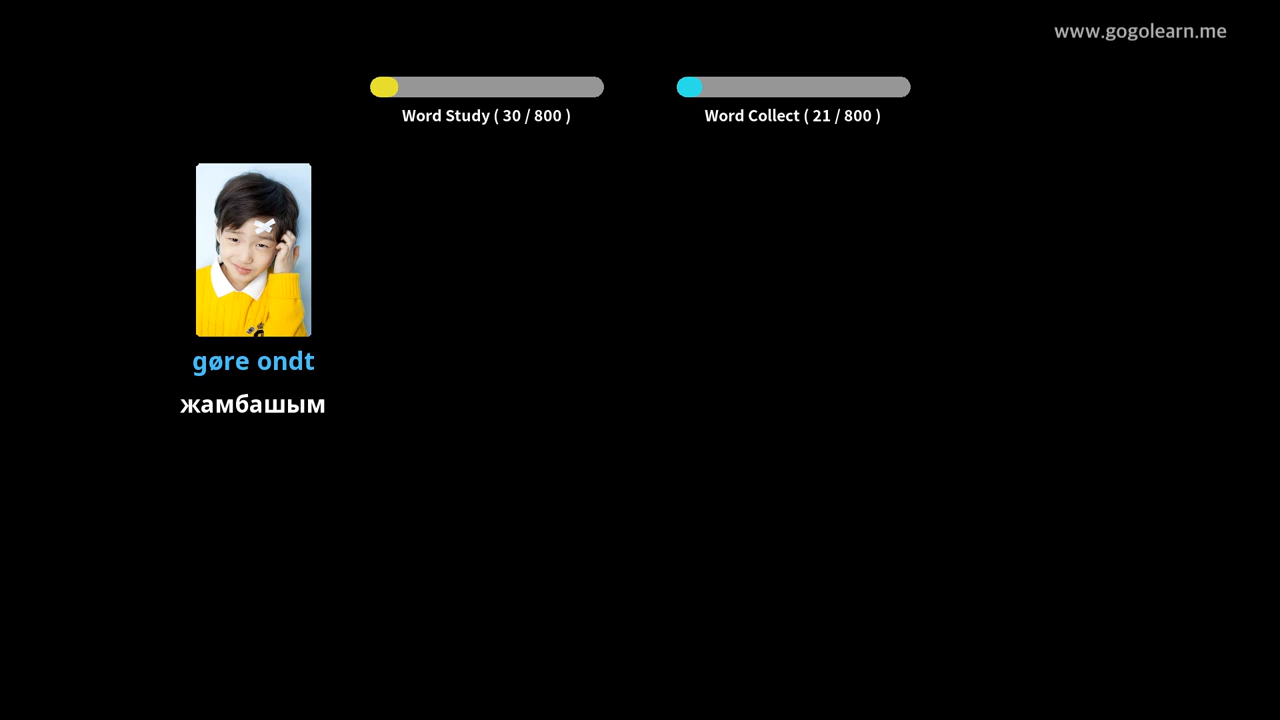 www.gogolearn.me
Word Study ( 30 / 800 )
Word Collect ( 21 / 800 )
gøre ondt
жамбашым